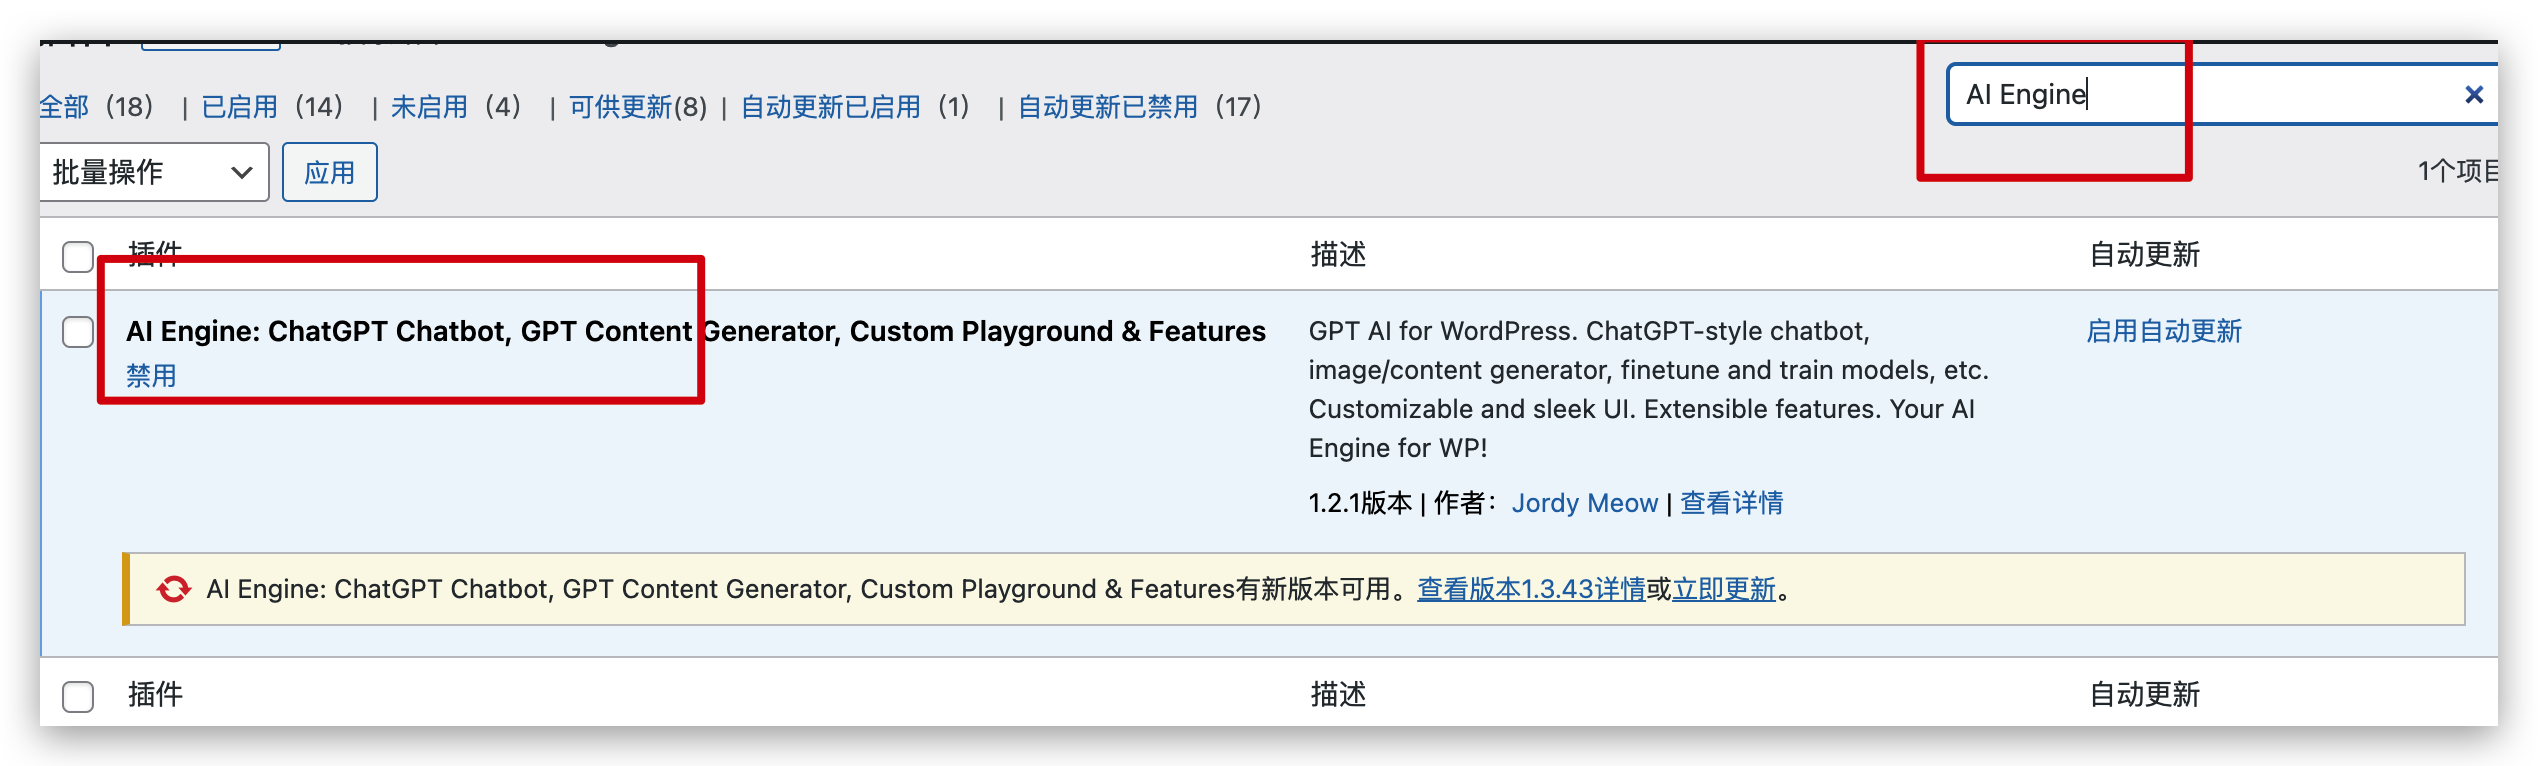 全部 (18) | 已启用 (14) | 未启用 (4) | 可供更新(8) | 自动更新已启用 (1) | 自动更新已禁用 (17)
AI Engine
批量操作 应用
1个项目
插件 描述 自动更新
AI Engine: ChatGPT Chatbot, GPT Content Generator, Custom Playground & Features
禁用
GPT AI for WordPress. ChatGPT-style chatbot,
image/content generator, finetune and train models, etc.
Customizable and sleek UI. Extensible features. Your AI
Engine for WP!
1.2.1版本 | 作者：Jordy Meow | 查看详情
启用自动更新
AI Engine: ChatGPT Chatbot, GPT Content Generator, Custom Playground & Features有新版本可用。查看版本1.3.43详情或立即更新。
插件 描述 自动更新